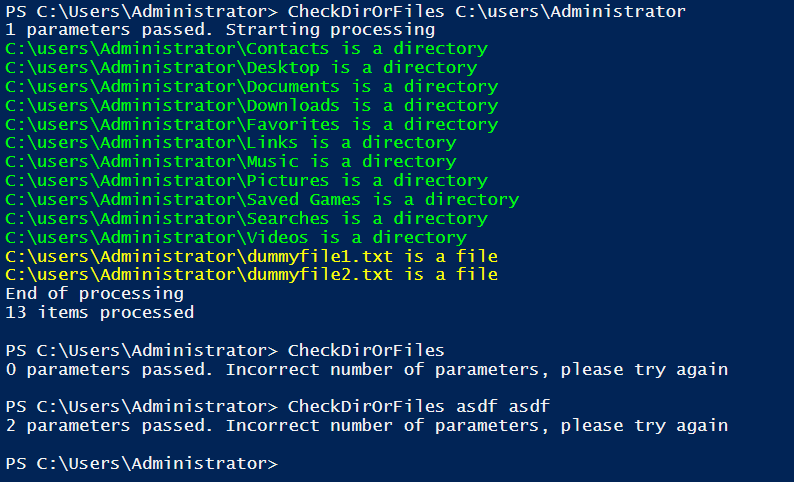 PS C:\Users\Administrator> CheckDirOrFiles C:\users\Administrator
1 parameters passed. Strarting processing
C:\users\Administrator\Contacts is a directory
C:\users\Administrator\Desktop is a directory
C:\users\Administrator\Documents is a directory
C:\users\Administrator\Downloads is a directory
C:\users\Administrator\Favorites is a directory
C:\users\Administrator\Links is a directory
C:\users\Administrator\Music is a directory
C:\users\Administrator\Pictures is a directory
C:\users\Administrator\Saved Games is a directory
C:\users\Administrator\Searches is a directory
C:\users\Administrator\Videos is a directory
C:\users\Administrator\dummyfile1.txt is a file
C:\users\Administrator\dummyfile2.txt is a file
End of processing
13 items processed
PS C:\Users\Administrator> CheckDirOrFiles
0 parameters passed. Incorrect number of parameters, please try again
PS C:\Users\Administrator> CheckDirOrFiles asdf asdf
2 parameters passed. Incorrect number of parameters, please try again
PS C:\Users\Administrator>